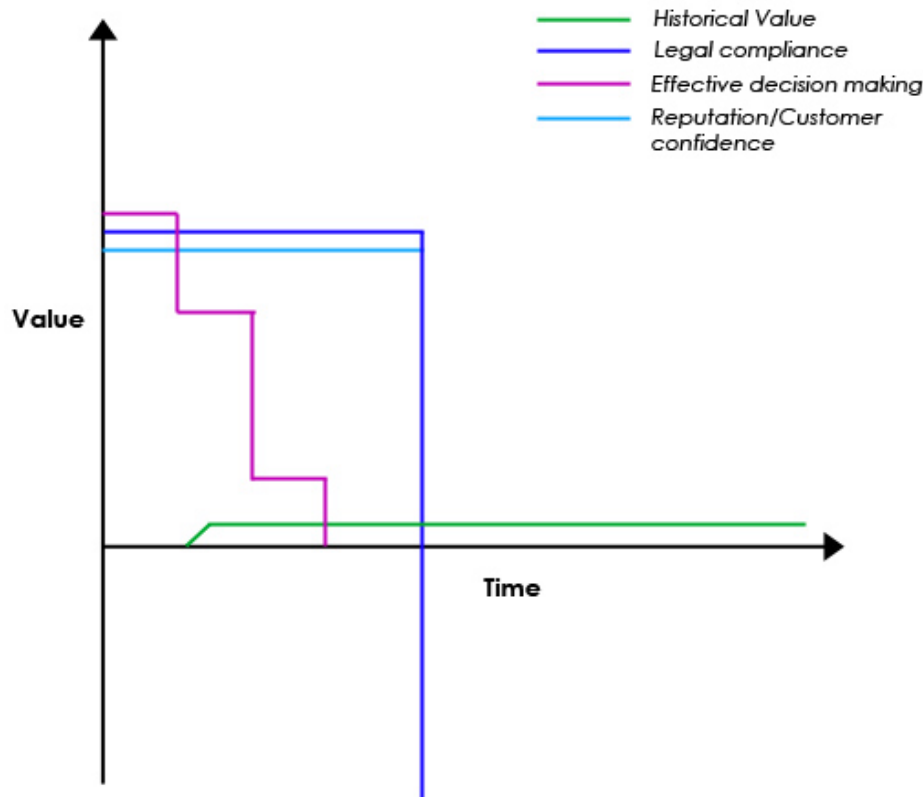 Historical Value
Legal compliance
Effective decision making
Reputation/Customer
confidence
Value
Time